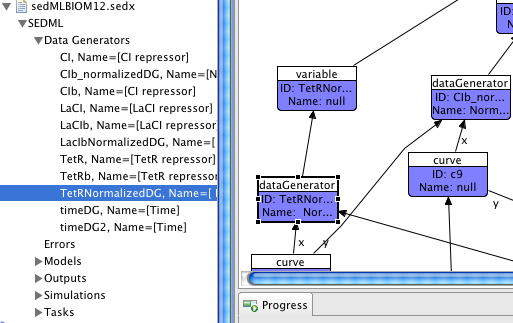 sedMLBIOM12.sedx
SEDML
Data Generators
CI, Name=[CI repressor]
CIb_normalizedDG, Name=[N
CIb, Name=[CI repressor]
LaCI, Name=[LaCI repressor]
LaCIb, Name=[LaCI repressor]
LacIbNormalizedDG, Name=[
TetR, Name=[TetR repressor]
TetRb, Name=[TetR repressor]
TetRNormalizedDG, Name=[
timeDG, Name=[Time]
timeDG2, Name=[Time]
Errors
Models
Outputs
Simulations
Tasks
variable
ID: TetRNor...
Name: null
dataGenerator
ID: CIb_nor...
Name: Norm...
x
curve
ID: c9
Name: null
y
dataGenerator
ID: TetRNor...
Name: Nor...
x
y
curve
Progress